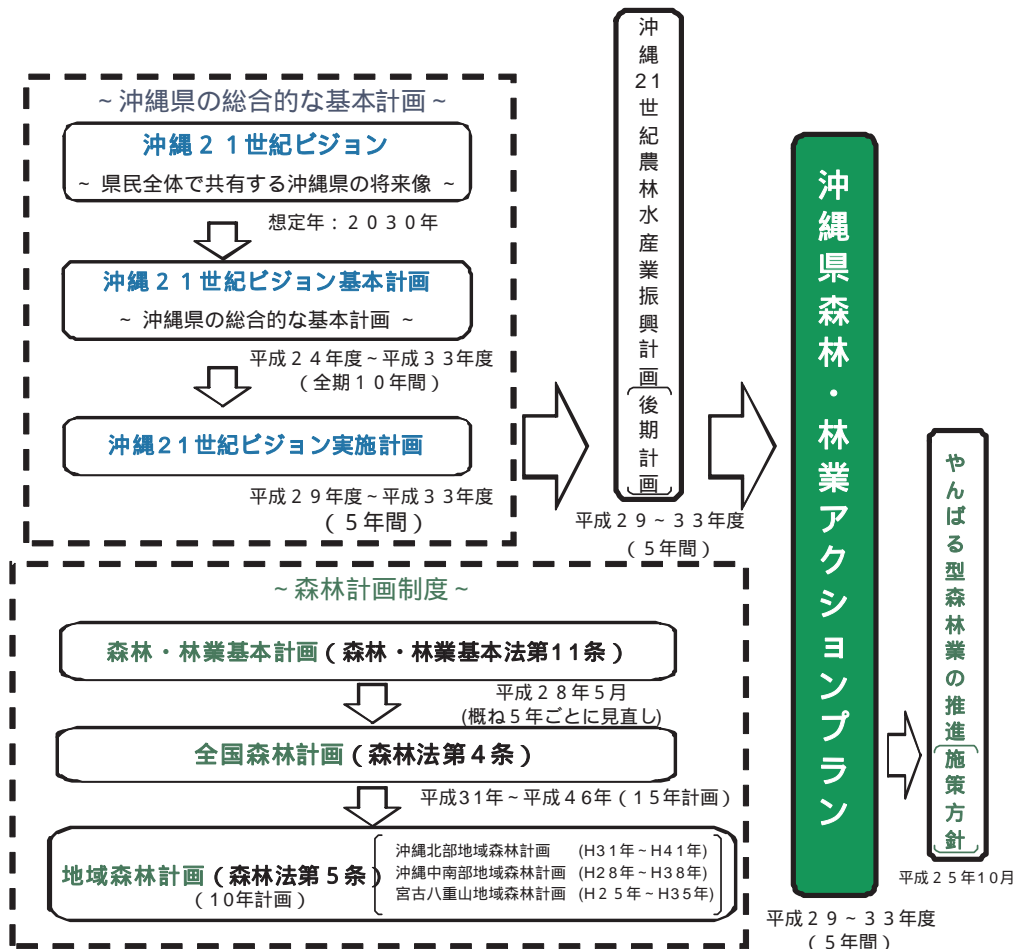 ~沖縄県の総合的な基本計画~
沖縄２１世紀ビジョン
~ 県民全体で共有する沖縄県の将来像 ~
想定年：２０３０年
沖縄２１世紀ビジョン基本計画
~ 沖縄県の総合的な基本計画 ~
平成２４年度~平成３３年度
（全期１０年間）
沖縄21世紀ビジョン実施計画
平成２９年度~平成３３年度
（５年間）
沖縄21世紀農林水産業振興計画〔後期計画〕
平成２９~３３年度
（５年間）
~森林計画制度~
森林・林業基本計画（森林・林業基本法第11条）
平成２８年５月
(概ね５年ごとに見直し)
全国森林計画（森林法第４条）
平成31年~平成４６年（１５年計画）
地域森林計画（森林法第５条）
（10年計画）
沖縄北部地域森林計画　(H３１年~H４１年)
沖縄中南部地域森林計画　(H２８年~H３８年)
宮古八重山地域森林計画　(H２５年~H３５年)
沖縄県森林・林業アクションプラン
平成２９~３３年度
（５年間）
やんばる型森林業の推進〔施策方針〕
平成２５年１０月